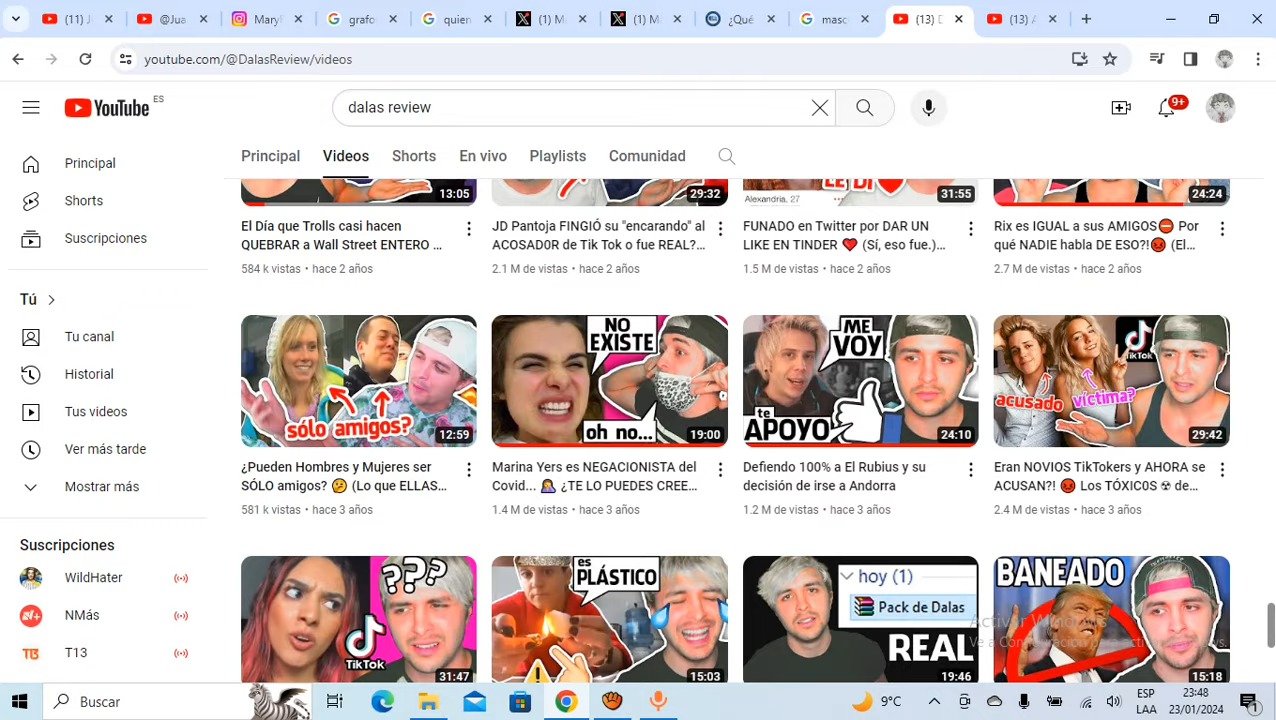 (11)
@Jua
MaryF
grafo
quien
(1) M
(1) M
¿Qué
masc
(13) D
(13) A
youtube.com/@DalasReview/videos
YouTube ES
dalas review
9+
Principal
Videos
Shorts
En vivo
Playlists
Comunidad
Principal
Shorts
Suscripciones
Tú
Tu canal
Historial
Tus videos
Ver más tarde
Mostrar más
Suscripciones
WildHater
NMás
T13
13:05
El Día que Trolls casi hacen
QUEBRAR a Wall Street ENTERO ...
584 k vistas • hace 2 años
29:32
JD Pantoja FINGIÓ su "encarando" al
ACOSAD0R de Tik Tok o fue REAL?...
2.1 M de vistas • hace 2 años
LE DI
Alexandria, 27
31:55
FUNADO en Twitter por DAR UN
LIKE EN TINDER ❤️ (Sí, eso fue.)...
1.5 M de vistas • hace 2 años
24:24
Rix es IGUAL a sus AMIGOS⛔ Por
qué NADIE habla DE ESO?!😡 (El...
2.7 M de vistas • hace 2 años
sólo amigos?
12:59
¿Pueden Hombres y Mujeres ser
SÓLO amigos? 🤔 (Lo que ELLAS...
581 k vistas • hace 3 años
NO
EXISTE
oh no...
19:00
Marina Yers es NEGACIONISTA del
Covid... 🤦‍♀️ ¿TE LO PUEDES CREE...
1.4 M de vistas • hace 3 años
ME
VOY
te
APOYO
24:10
Defiendo 100% a El Rubius y su
decisión de irse a Andorra
1.2 M de vistas • hace 3 años
TikTok
acusado
víctima?
29:42
Eran NOVIOS TikTokers y AHORA se
ACUSAN?! 😡 Los TÓXIC0S ☢ de...
2.4 M de vistas • hace 3 años
???
TikTok
31:47
es
PLÁSTICO
15:03
hoy (1)
Pack de Dalas
REAL
19:46
BANEADO
15:18
Activar Windows
Buscar
9°C
ESP
LAA
23:48
23/01/2024
1